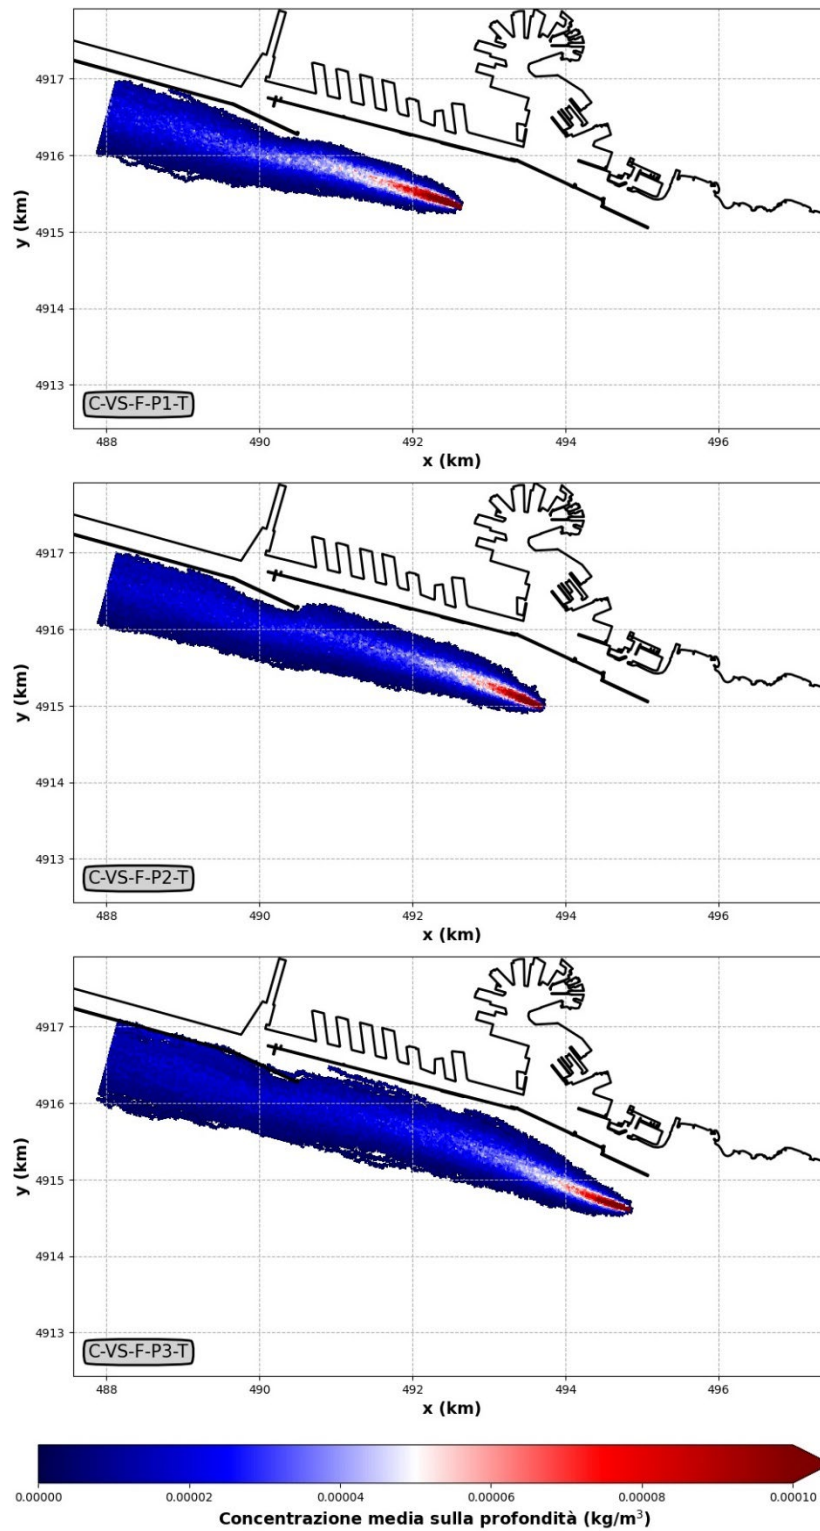 4917
4916
4915
4914
4913
y (km)
C-VS-F-P1-T
488 490 492 494 496
x (km)
4917
4916
4915
4914
4913
y (km)
C-VS-F-P2-T
488 490 492 494 496
x (km)
4917
4916
4915
4914
4913
y (km)
C-VS-F-P3-T
488 490 492 494 496
x (km)
0.00000 0.00002 0.00004 0.00006 0.00008 0.00010
Concentrazione media sulla profondità (kg/m³)